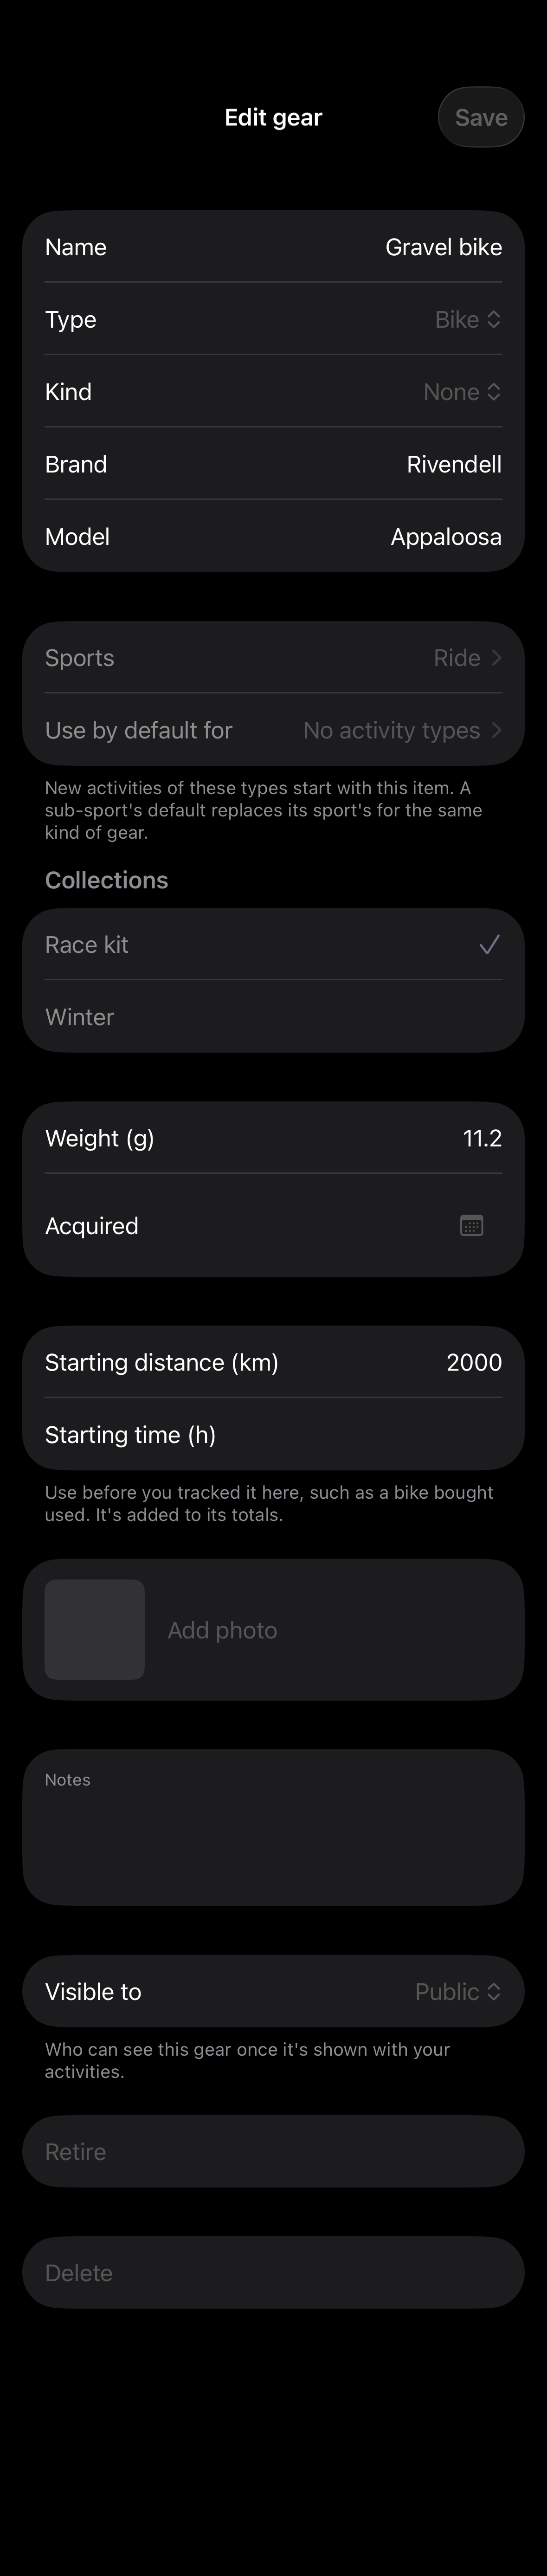 Edit gear
Save
Name
Gravel bike
Type
Bike
Kind
None
Brand
Rivendell
Model
Appaloosa
Sports
Ride
Use by default for
No activity types
New activities of these types start with this item. A
sub-sport's default replaces its sport's for the same
kind of gear.
Collections
Race kit
Winter
Weight (g)
11.2
Acquired
Starting distance (km)
2000
Starting time (h)
Use before you tracked it here, such as a bike bought
used. It's added to its totals.
Add photo
Notes
Visible to
Public
Who can see this gear once it's shown with your
activities.
Retire
Delete